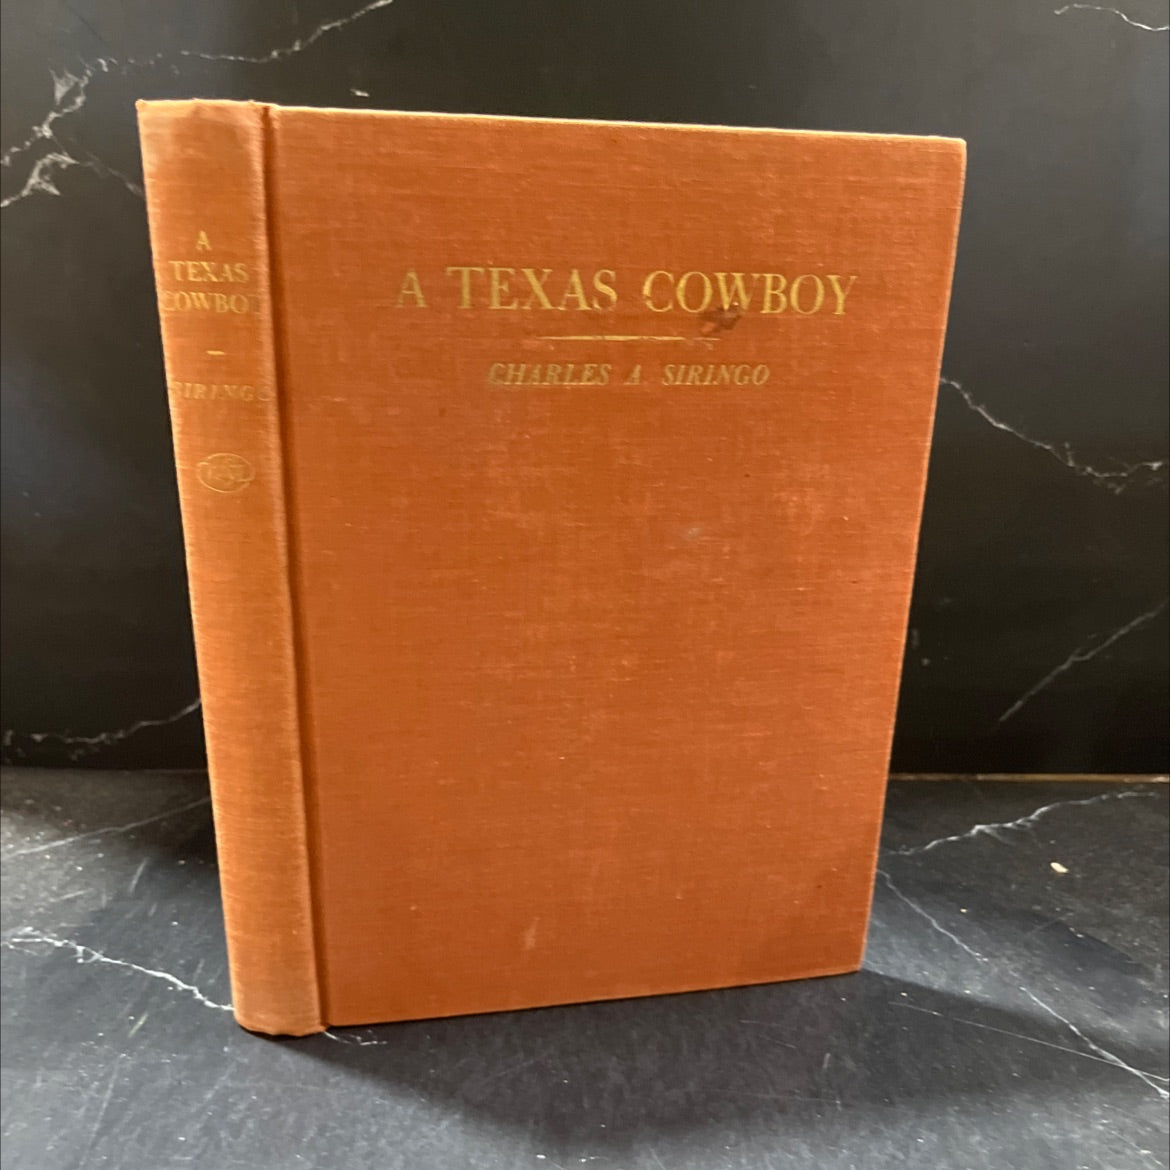 A
TEXAS
COWBOY
SIRINGO
A TEXAS COWBOY
CHARLES A SIRINGO